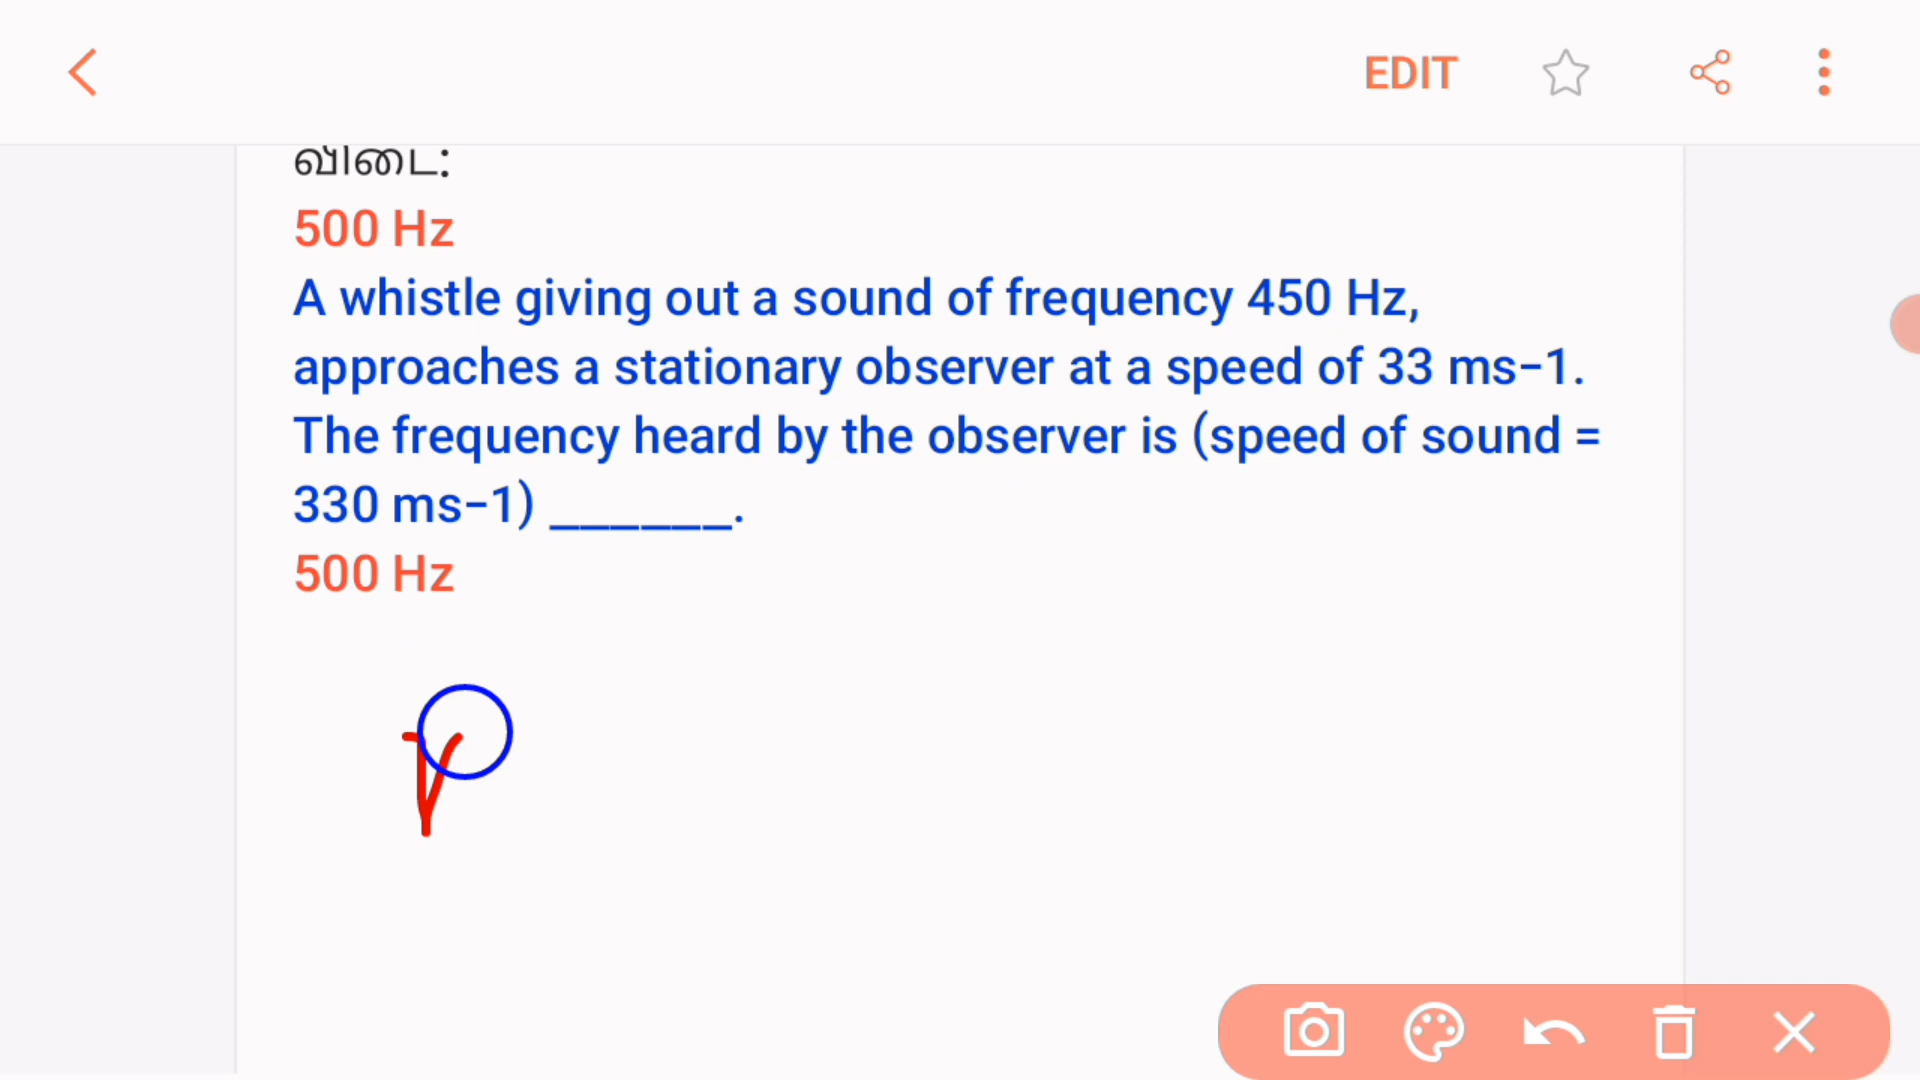 EDIT
விடை:
500 Hz
A whistle giving out a sound of frequency 450 Hz,
approaches a stationary observer at a speed of 33 ms−1.
The frequency heard by the observer is (speed of sound =
330 ms−1) ______.
500 Hz